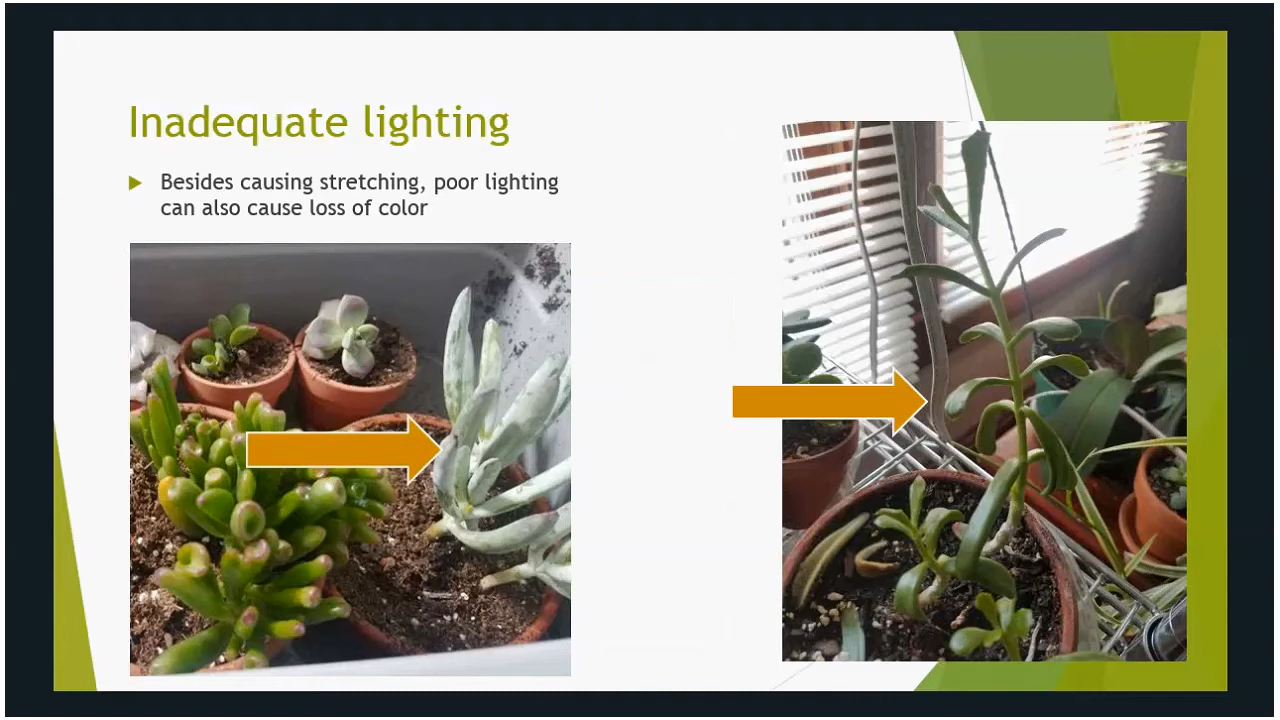 Inadequate lighting
Besides causing stretching, poor lighting
can also cause loss of color